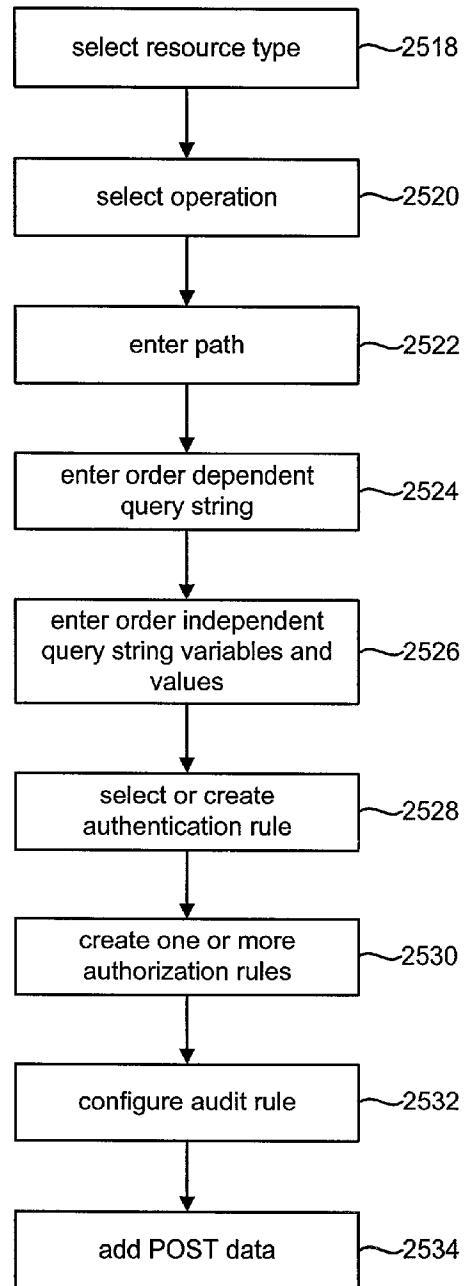 select resource type
2518
select operation
2520
enter path
2522
enter order dependent
query string
2524
enter order independent
query string variables and
values
2526
select or create
authentication rule
2528
create one or more
authorization rules
2530
configure audit rule
2532
add POST data
2534